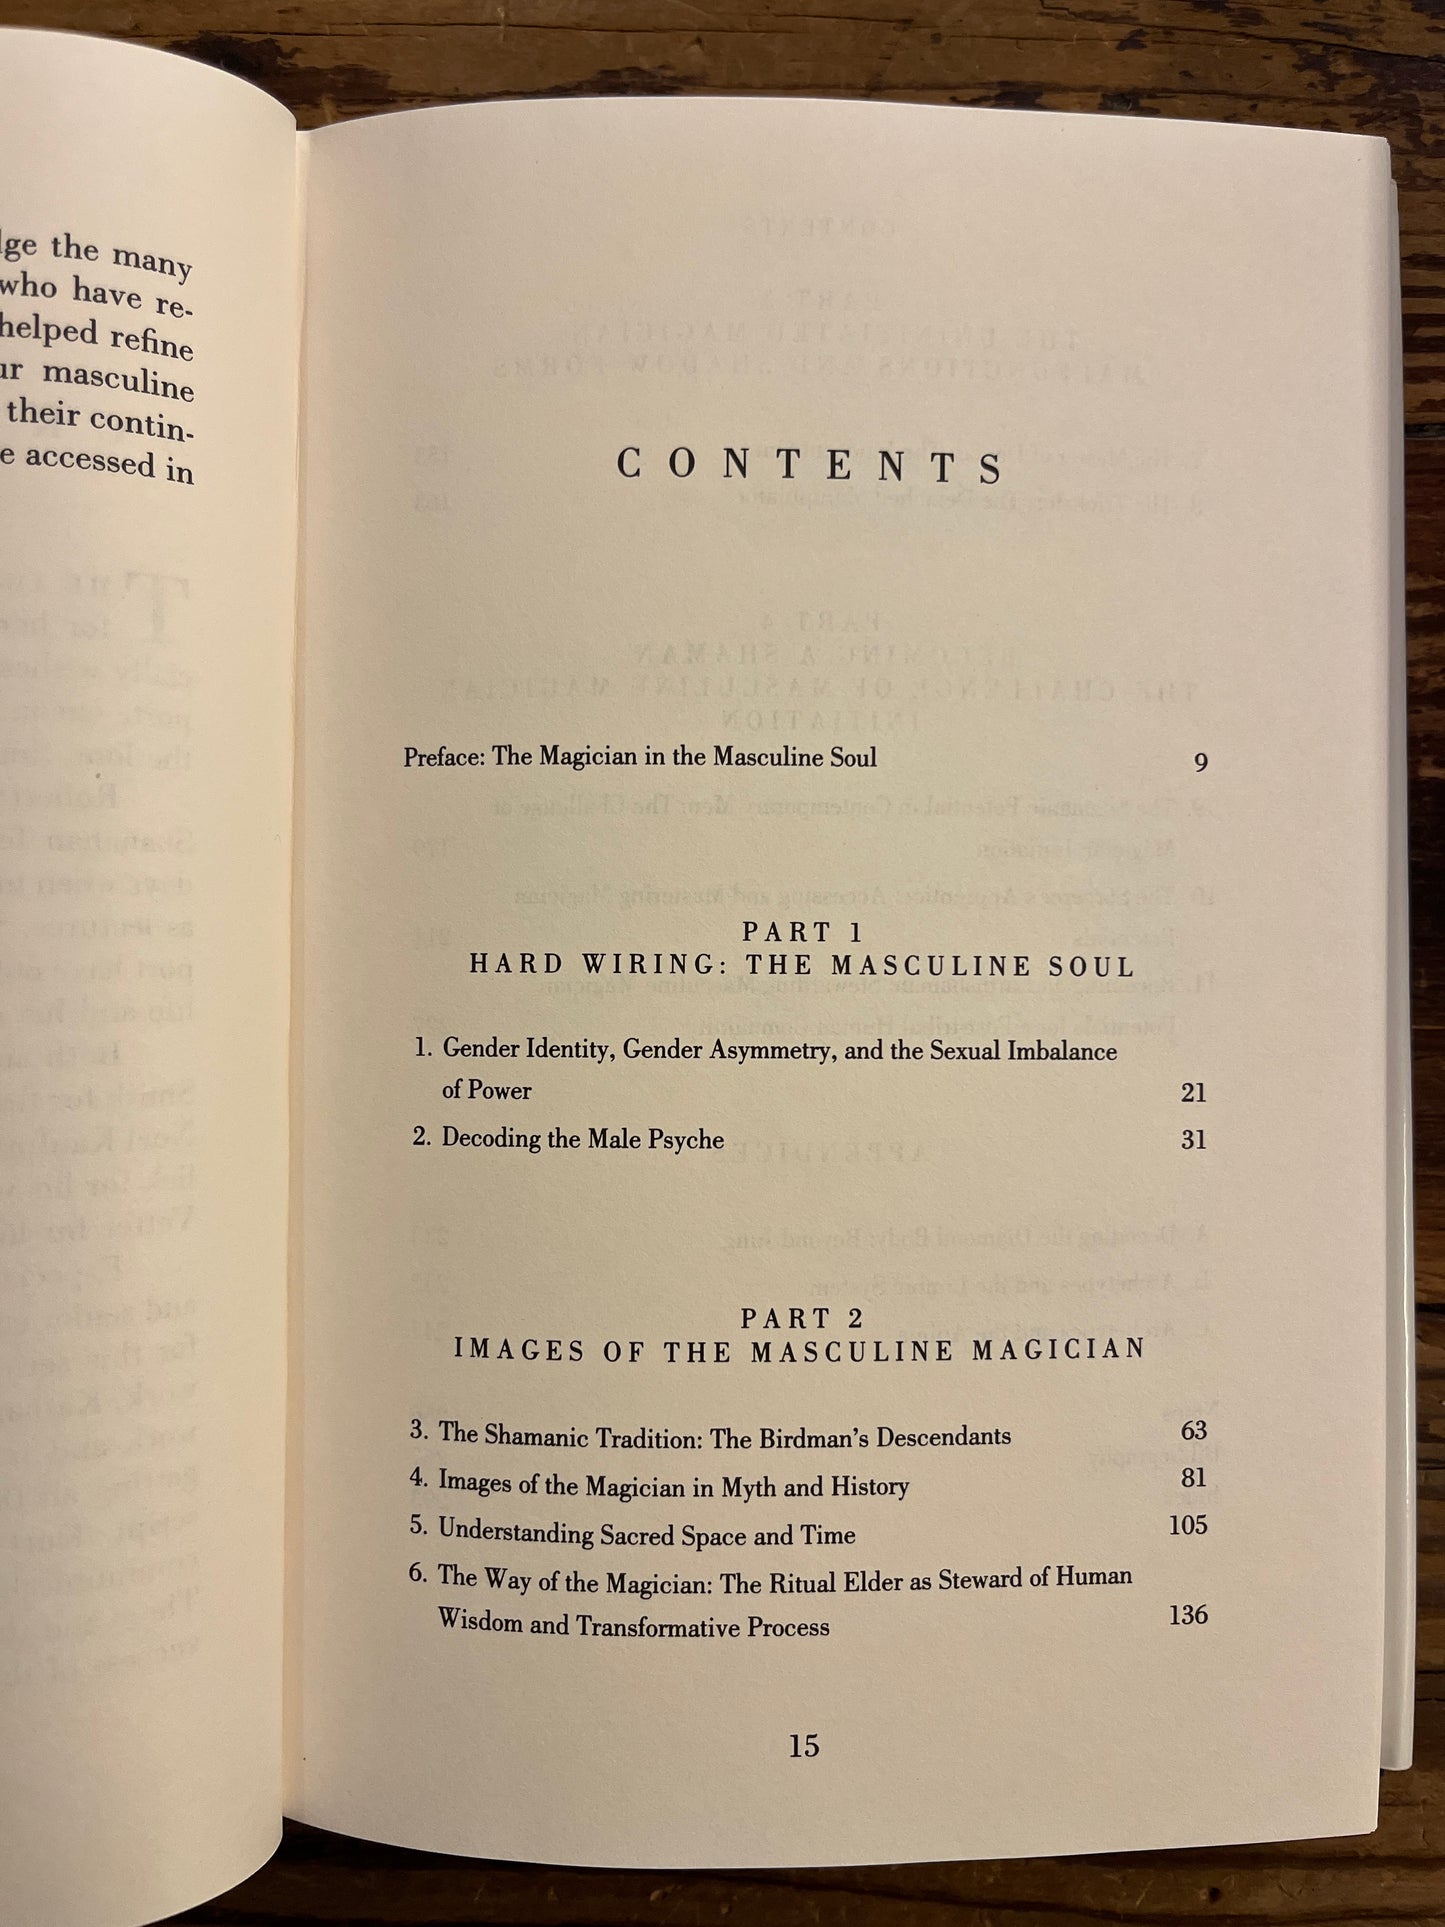 the many
who have re-
helped refine
masculine
their contin-
accessed in
CONTENTS
Preface: The Magician in the Masculine Soul 9
PART 1
HARD WIRING: THE MASCULINE SOUL
1. Gender Identity, Gender Asymmetry, and the Sexual Imbalance
of Power 21
2. Decoding the Male Psyche 31
PART 2
IMAGES OF THE MASCULINE MAGICIAN
3. The Shamanic Tradition: The Birdman's Descendants 63
4. Images of the Magician in Myth and History 81
5. Understanding Sacred Space and Time 105
6. The Way of the Magician: The Ritual Elder as Steward of Human
Wisdom and Transformative Process 136
15